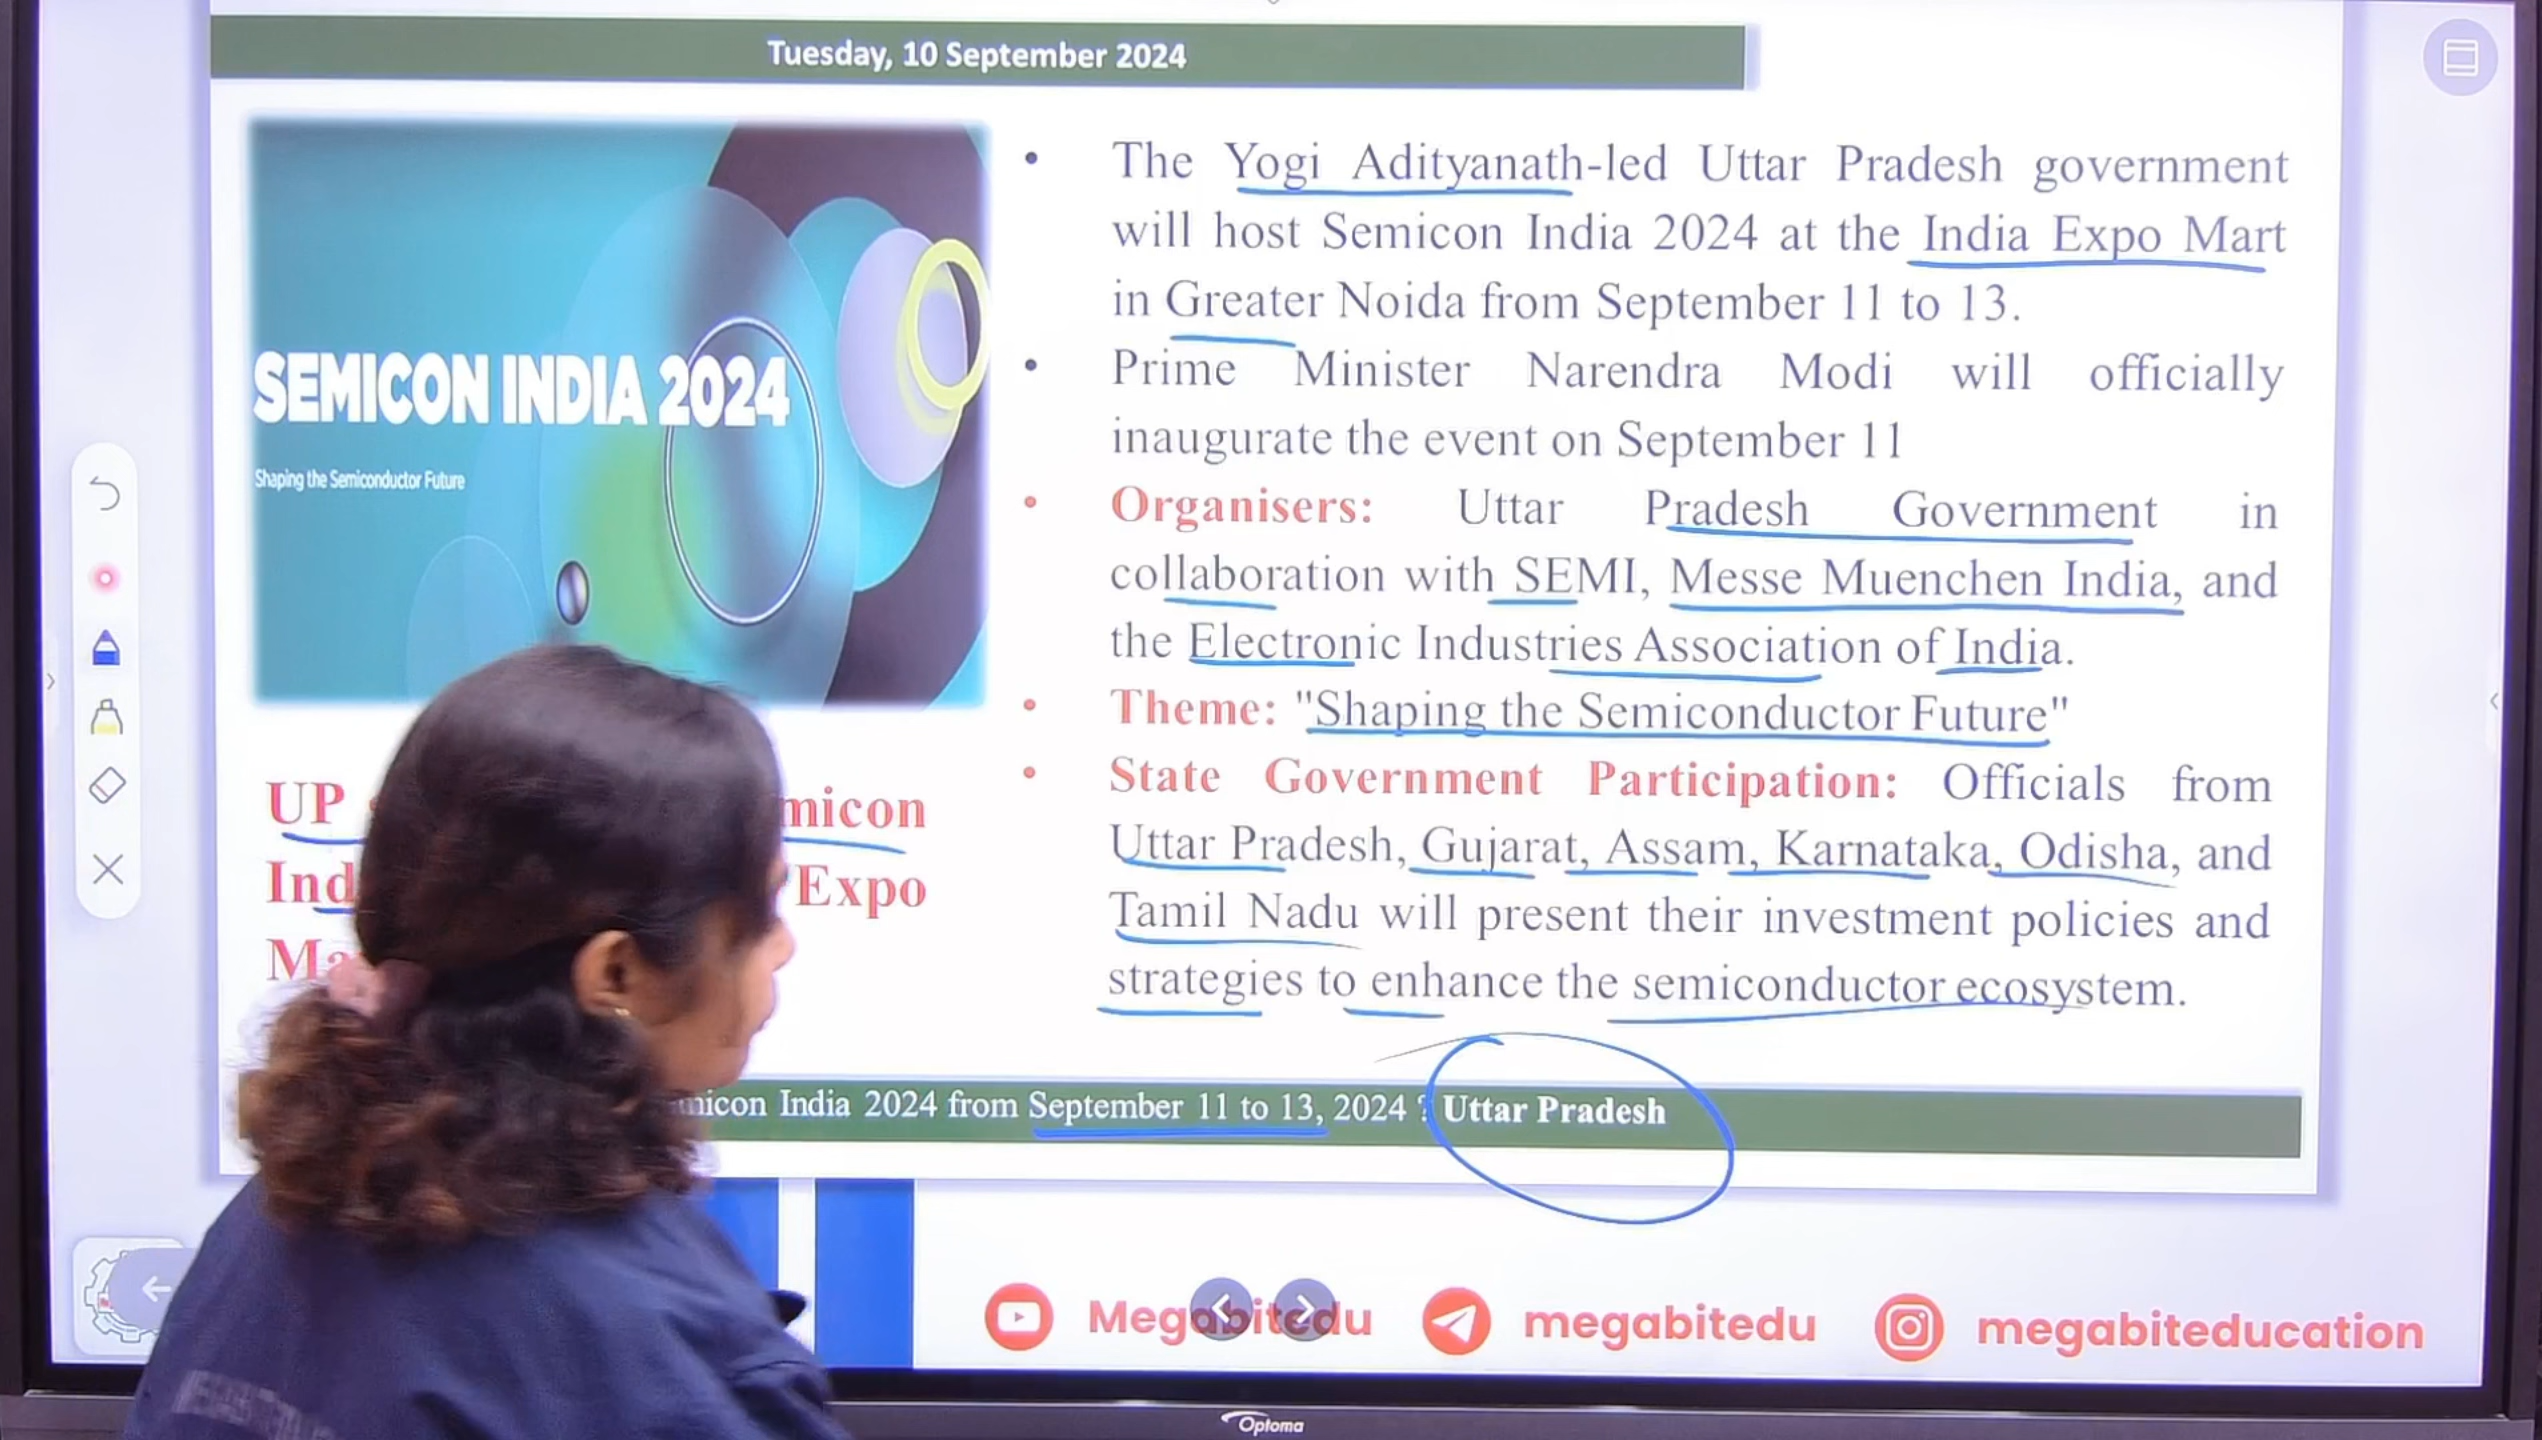 Tuesday, 10 September 2024
SEMICON INDIA 2024
Shaping the Semiconductor Future
UP micon
Expo
• The Yogi Adityanath-led Uttar Pradesh government
will host Semicon India 2024 at the India Expo Mart
in Greater Noida from September 11 to 13.
• Prime Minister Narendra Modi will officially
inaugurate the event on September 11
• Organisers: Uttar Pradesh Government in
collaboration with SEMI, Messe Muenchen India, and
the Electronic Industries Association of India.
• Theme: "Shaping the Semiconductor Future"
• State Government Participation: Officials from
Uttar Pradesh, Gujarat, Assam, Karnataka, Odisha, and
Tamil Nadu will present their investment policies and
strategies to enhance the semiconductor ecosystem.
micon India 2024 from September 11 to 13, 2024 ? Uttar Pradesh
Megabitedu megabitedu megabiteducation
Optoma